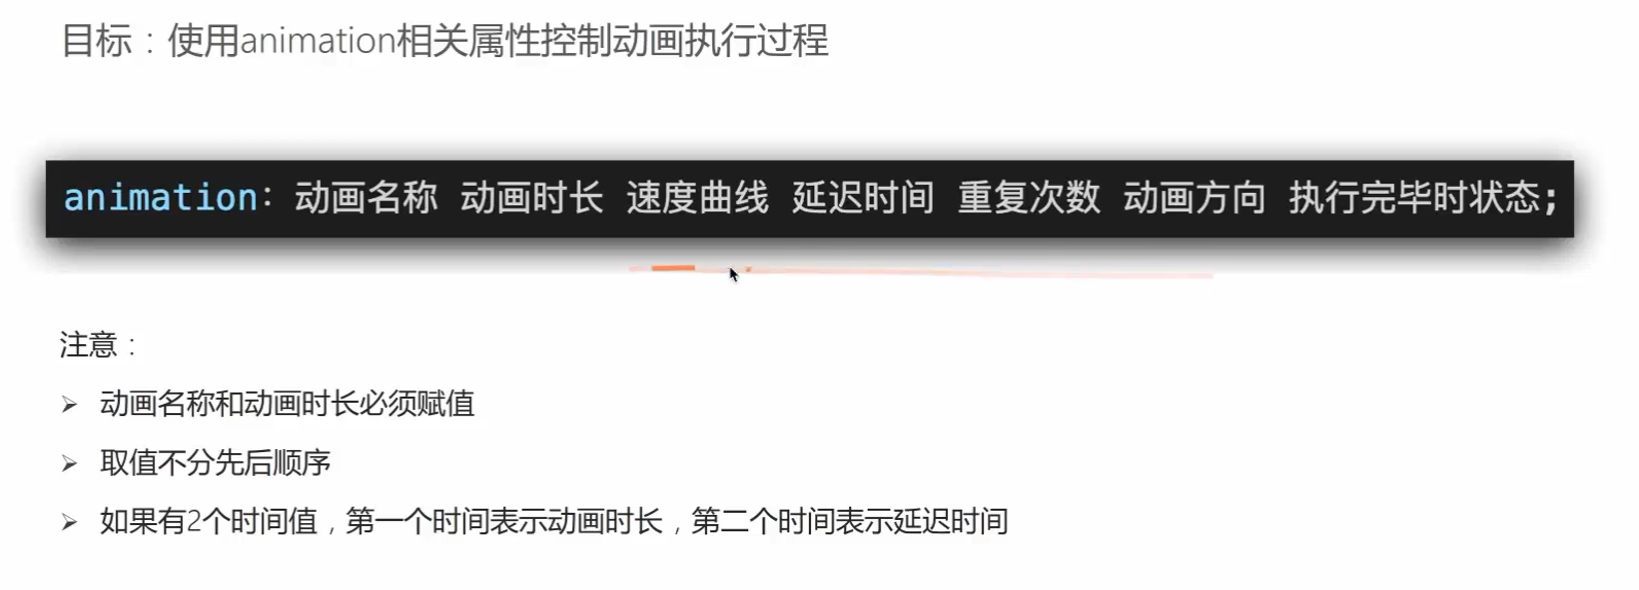 目标：使用animation相关属性控制动画执行过程
animation：动画名称 动画时长 速度曲线 延迟时间 重复次数 动画方向 执行完毕时状态;
注意：
➢ 动画名称和动画时长必须赋值
➢ 取值不分先后顺序
➢ 如果有2个时间值，第一个时间表示动画时长，第二个时间表示延迟时间